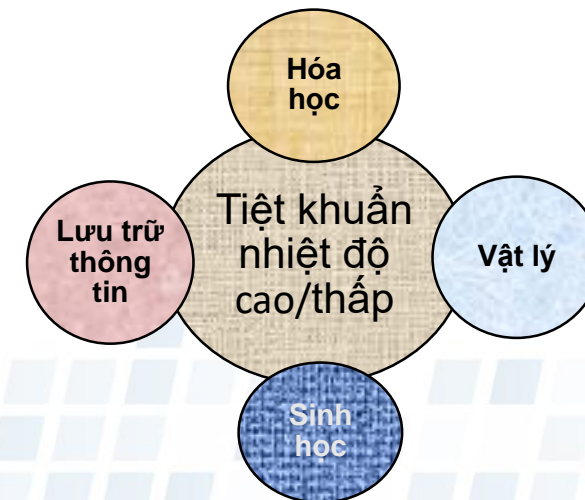 Hóa
học
Tiệt khuẩn
nhiệt độ
cao/thấp
Lưu trữ
thông
tin
Vật lý
Sinh
học